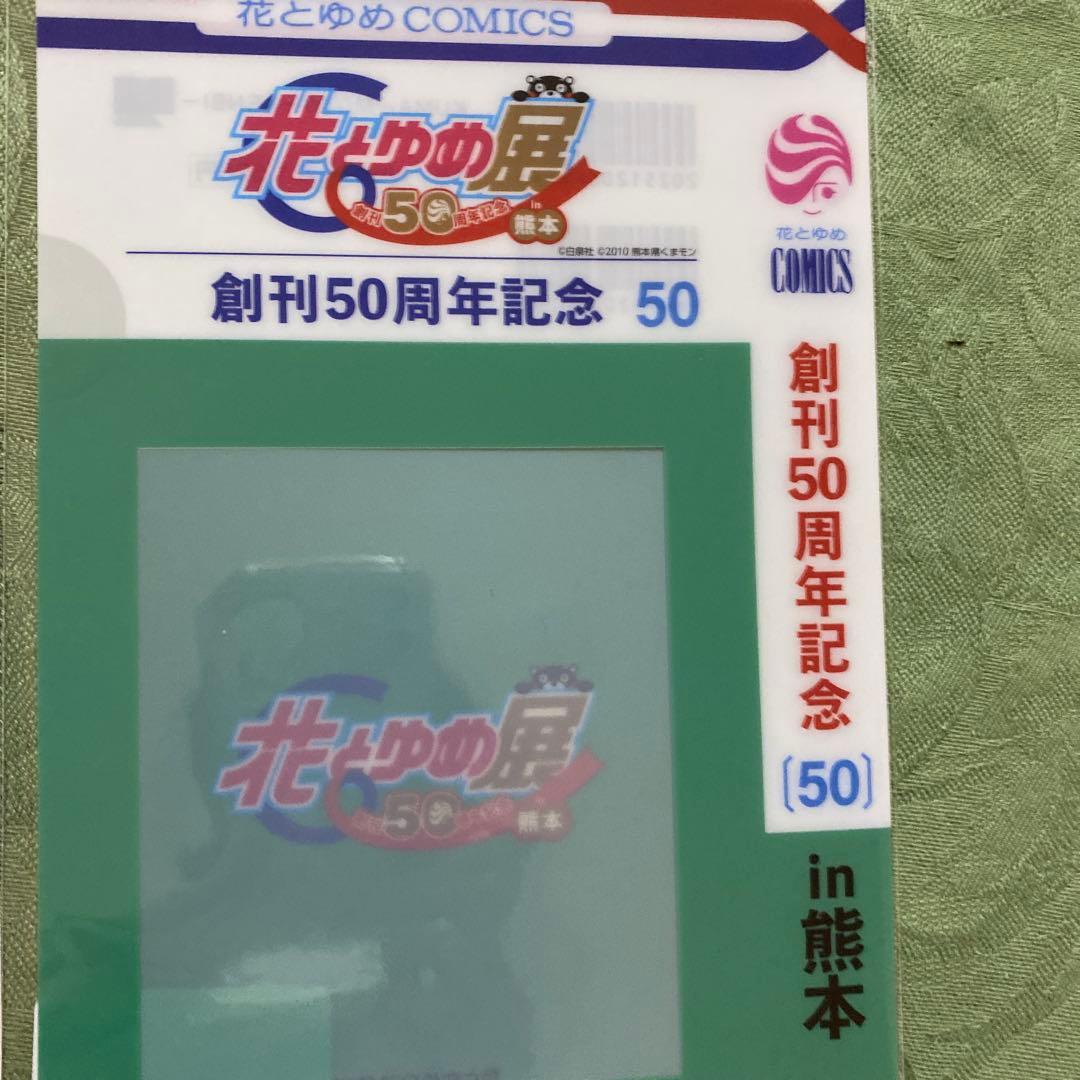 花とゆめCOMICS
花とゆめ展
創刊50周年記念
in
熊本
©白泉社 ©2010 熊本県くまモン
創刊50周年記念 50
花とゆめ
COMICS
創刊50周年記念
(50)
in熊本
花とゆめ展
50
in
熊本